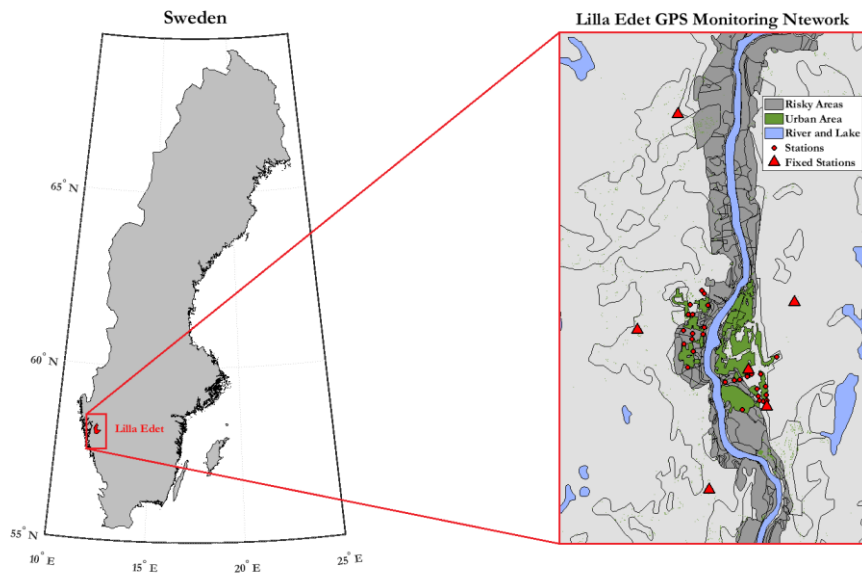 Sweden
Lilla Edet GPS Monitoring Ntework
Risky Areas
Urban Area
River and Lake
Stations
Fixed Stations
65° N
60° N
Lilla Edet
55° N
10° E
15° E
20° E
25° E